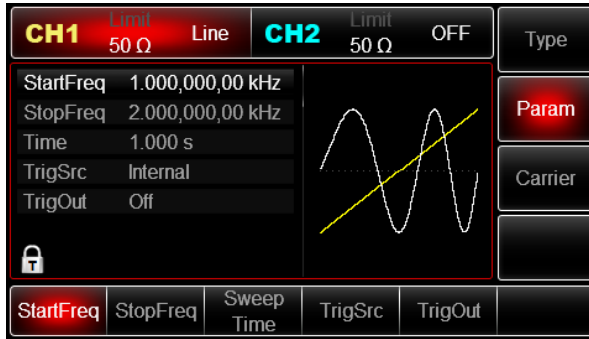 CH1 Limit 50 Ω Line CH2 Limit 50 Ω OFF Type
StartFreq 1.000,000,00 kHz
StopFreq 2.000,000,00 kHz
Param
Time 1.000 s
TrigSrc Internal
Carrier
TrigOut Off
T
StartFreq StopFreq Sweep Time TrigSrc TrigOut